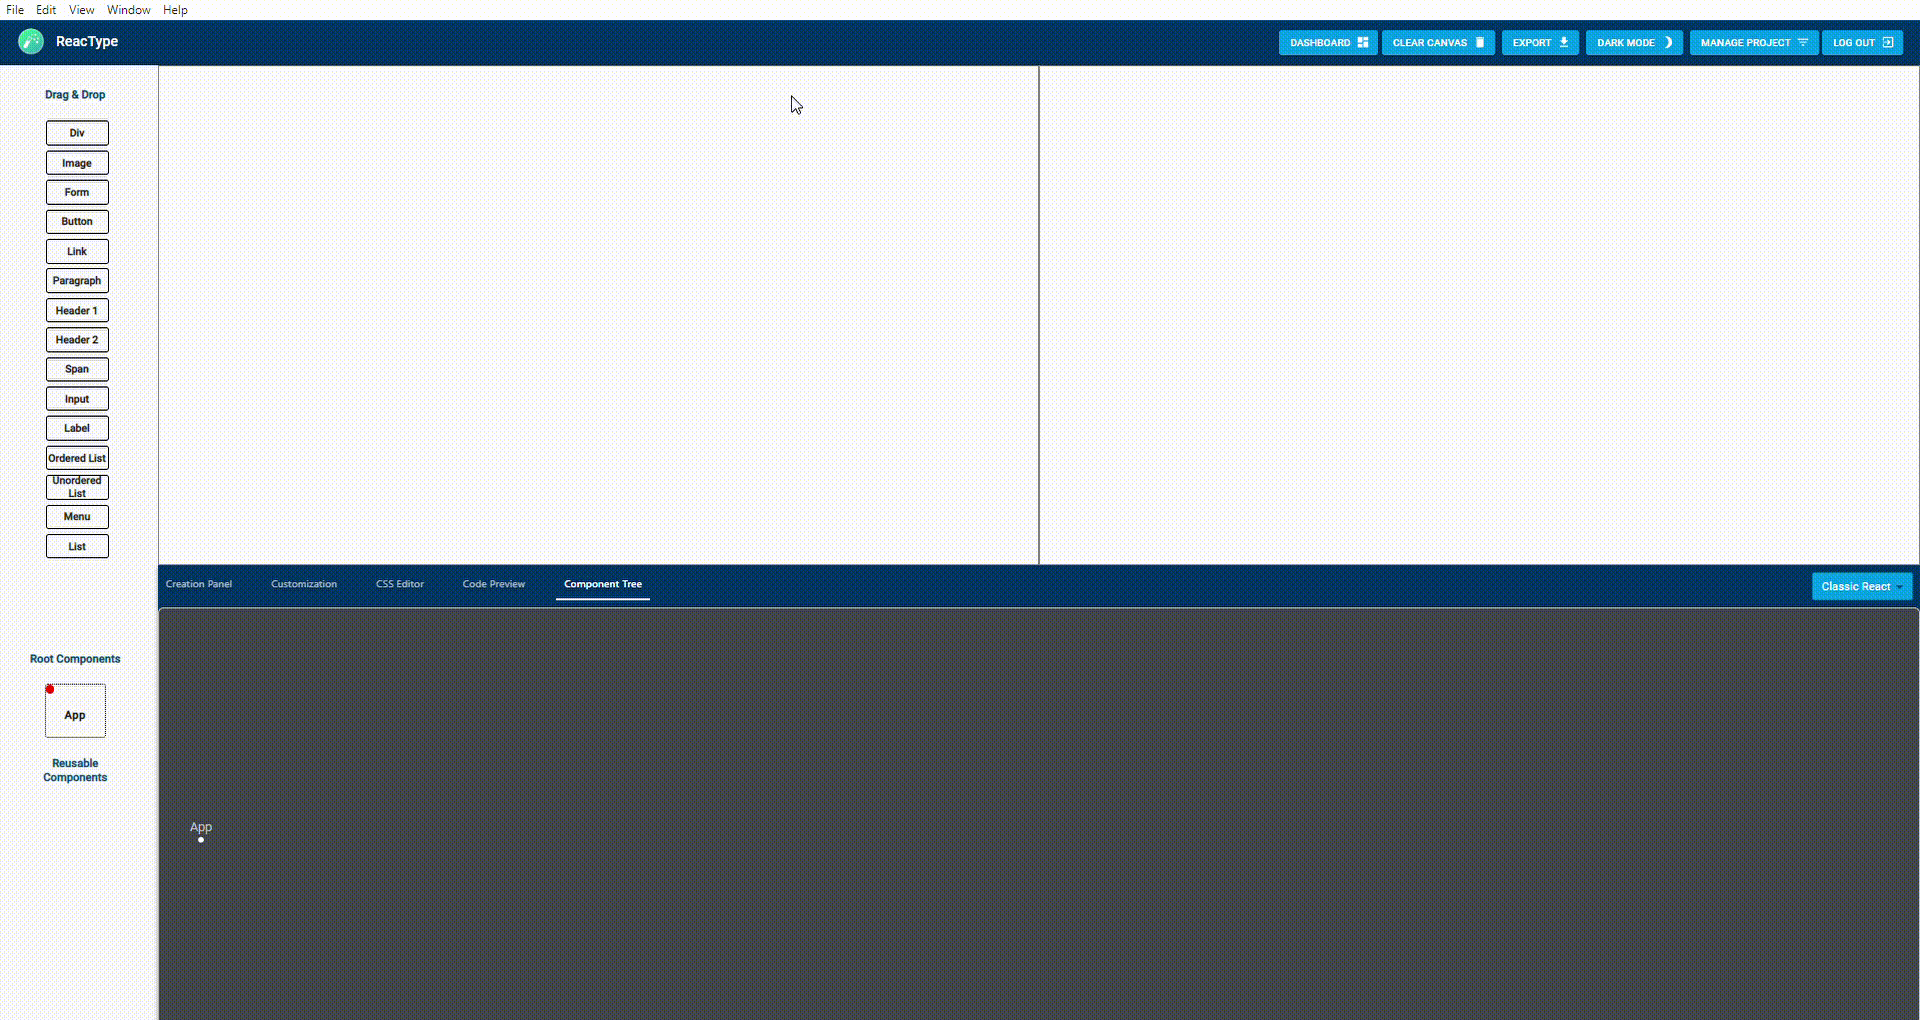 File Edit View Window Help
ReacType
DASHBOARD CLEAR CANVAS EXPORT DARK MODE MANAGE PROJECT LOG OUT
Drag & Drop
Div
Image
Form
Button
Link
Paragraph
Header 1
Header 2
Span
Input
Label
Ordered List
Unordered
List
Menu
List
Creation Panel Customization CSS Editor Code Preview Component Tree Classic React
Root Components
App
Reusable
Components
App